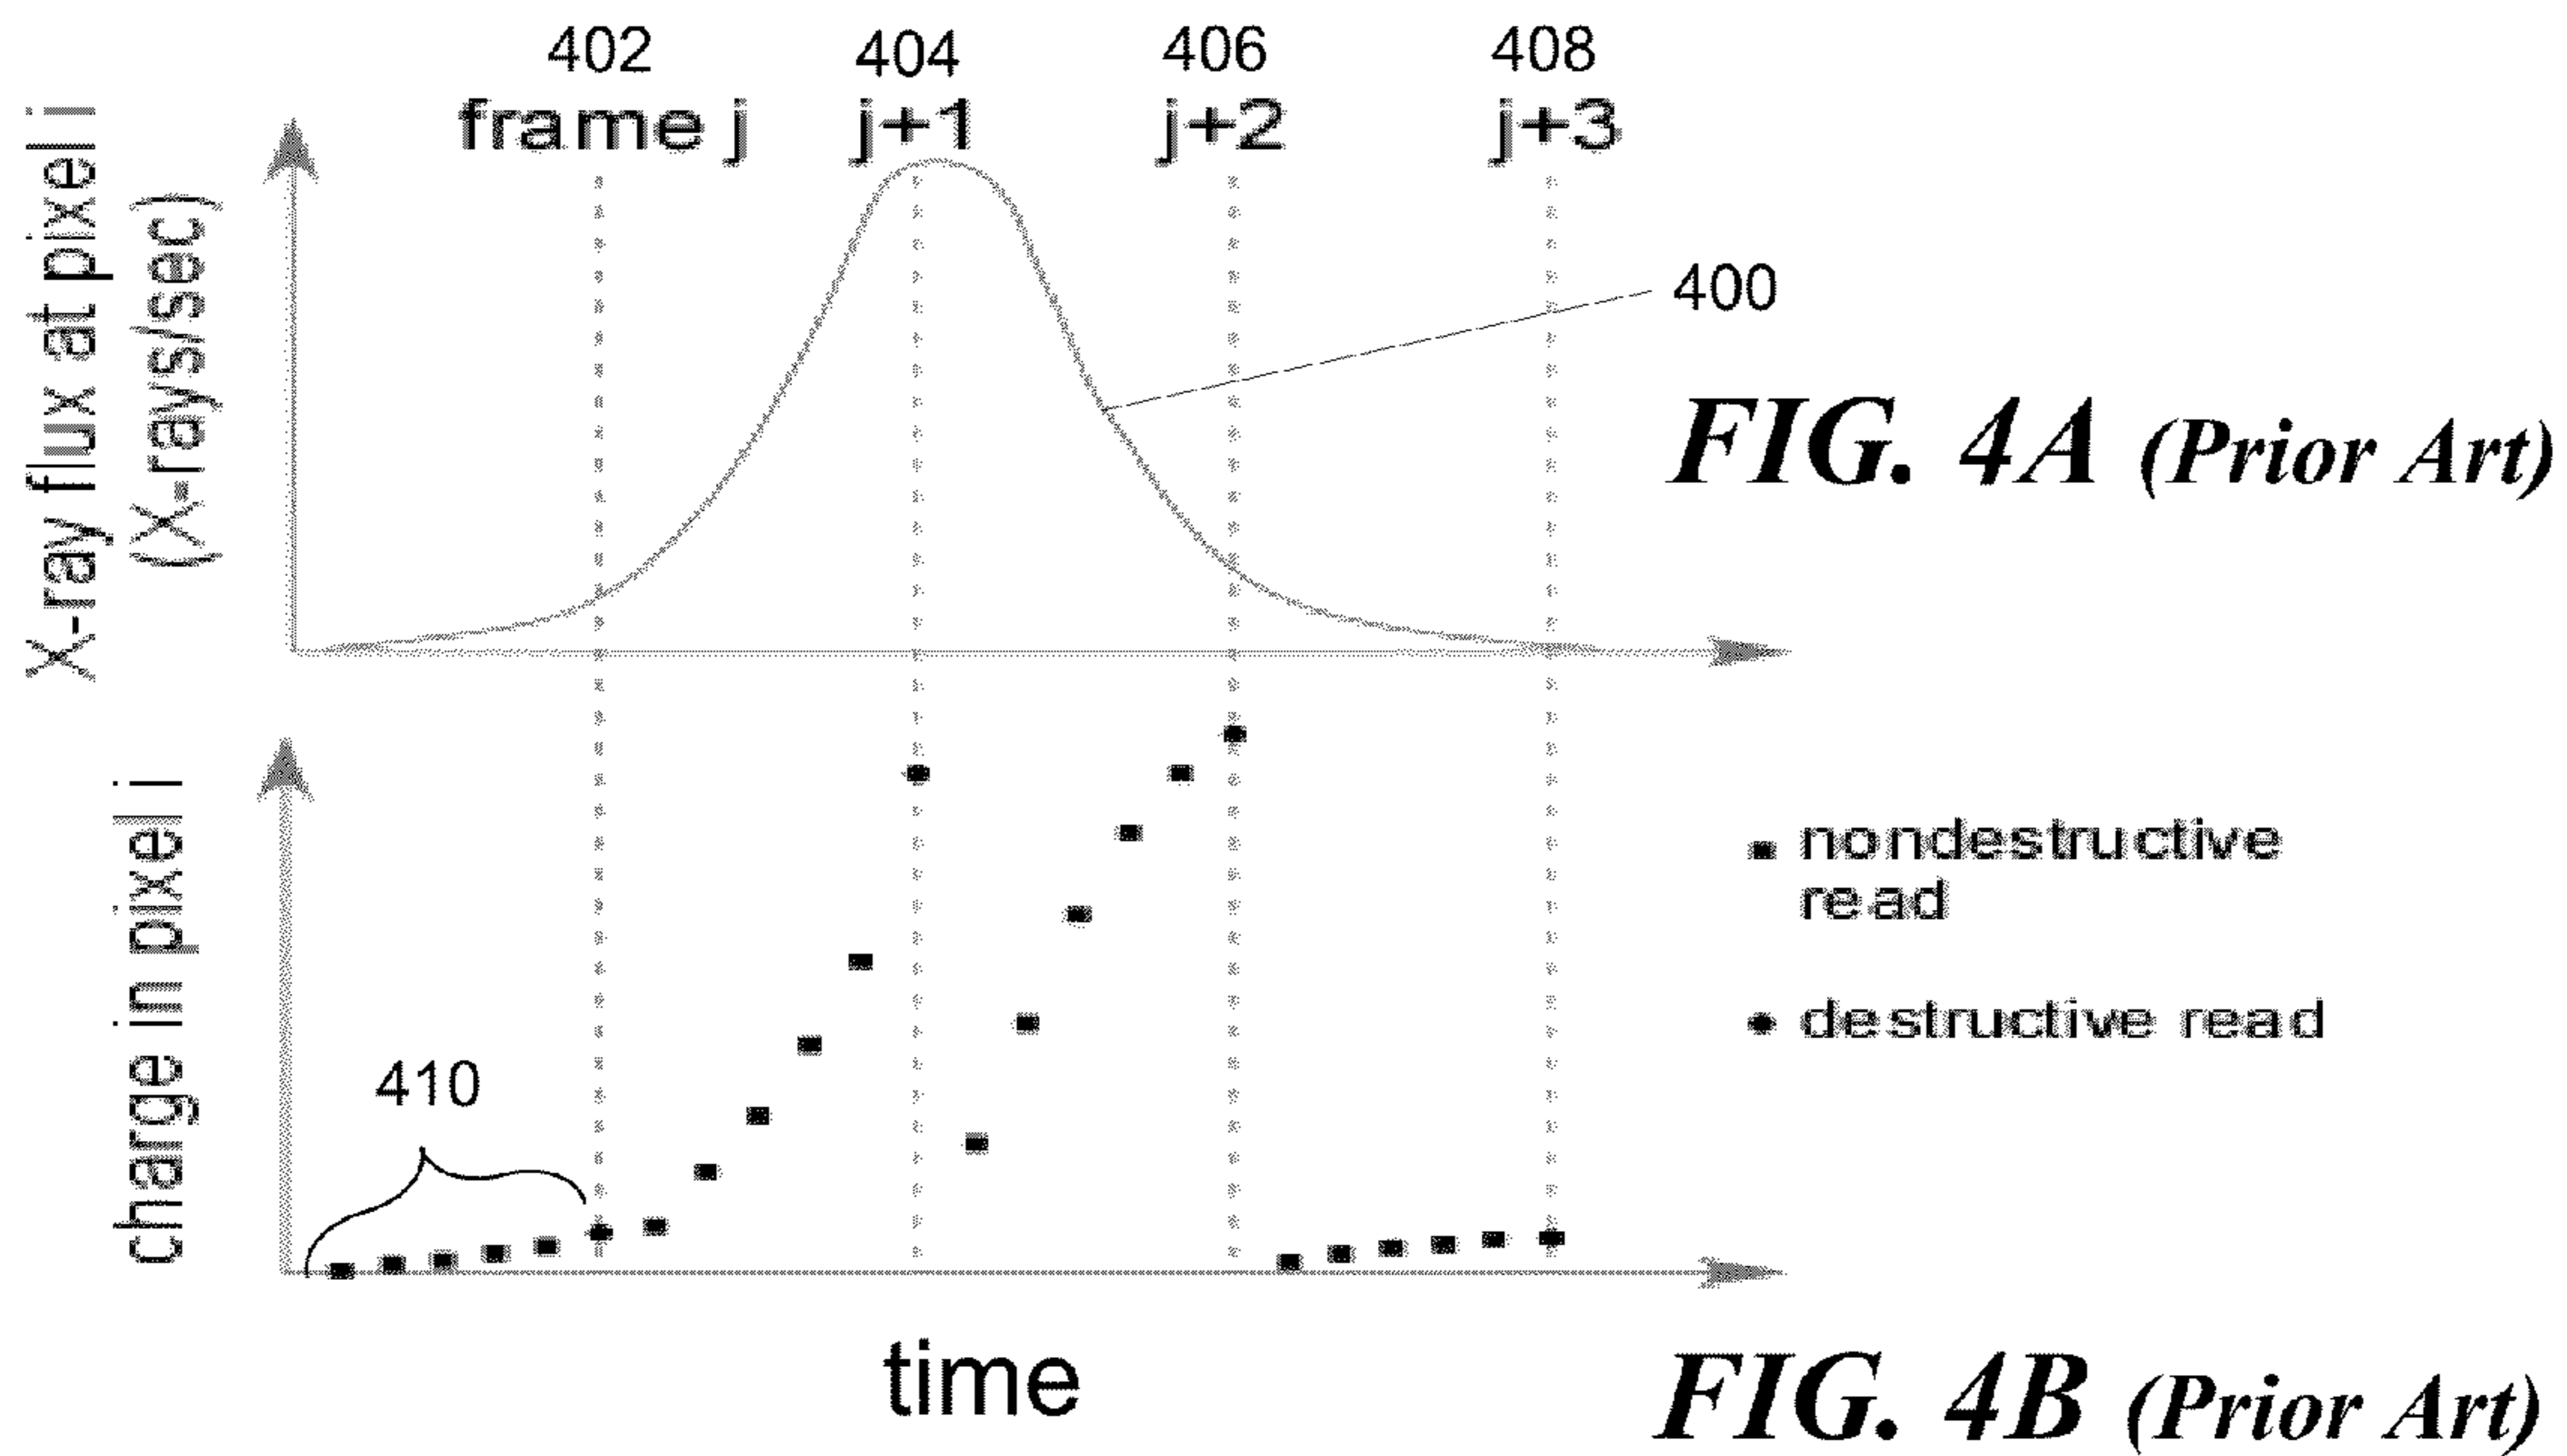 402 404 406 408
frame j j+1 j+2 j+3
X-ray flux at pixel i
(X-rays/sec)
400
FIG. 4A (Prior Art)
charge in pixel i
nondestructive
read
destructive read
410
time
FIG. 4B (Prior Art)